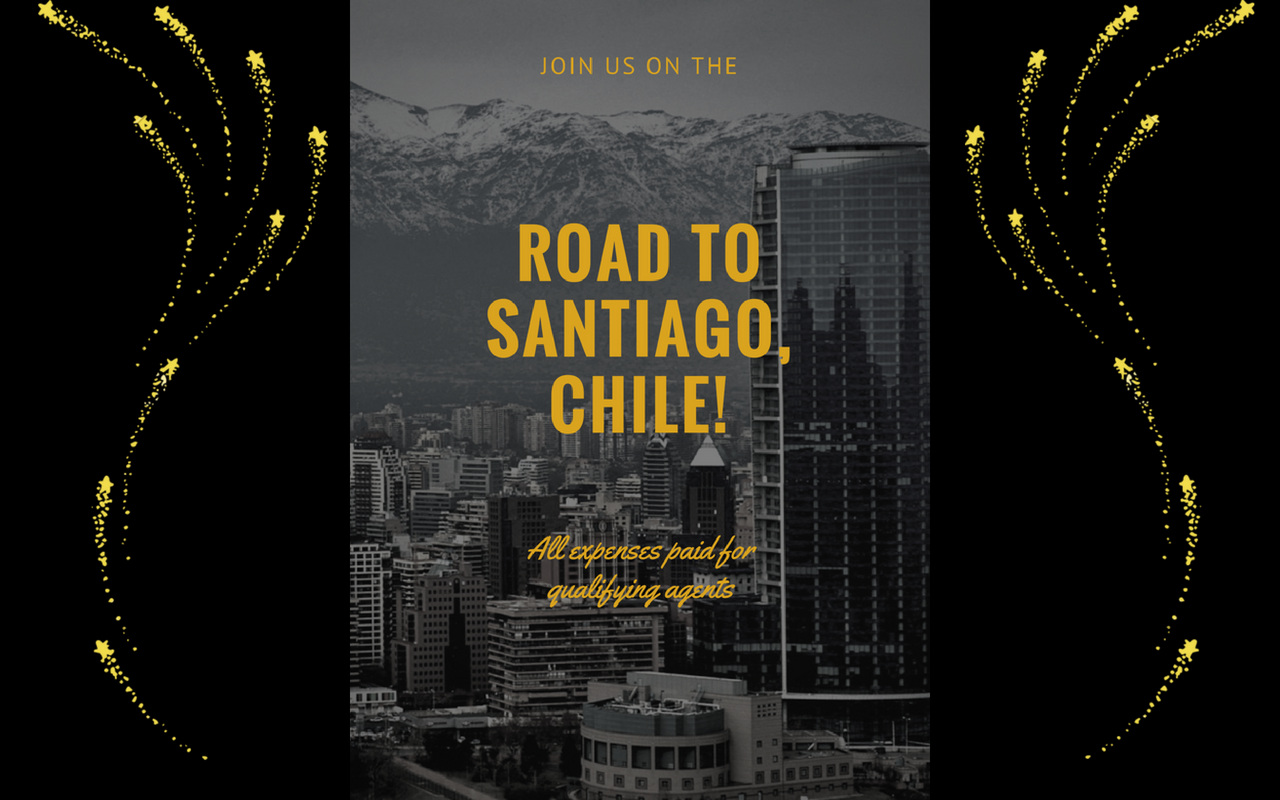 JOIN US ON THE
ROAD TO
SANTIAGO,
CHILE!
All expenses paid for
qualifying agents